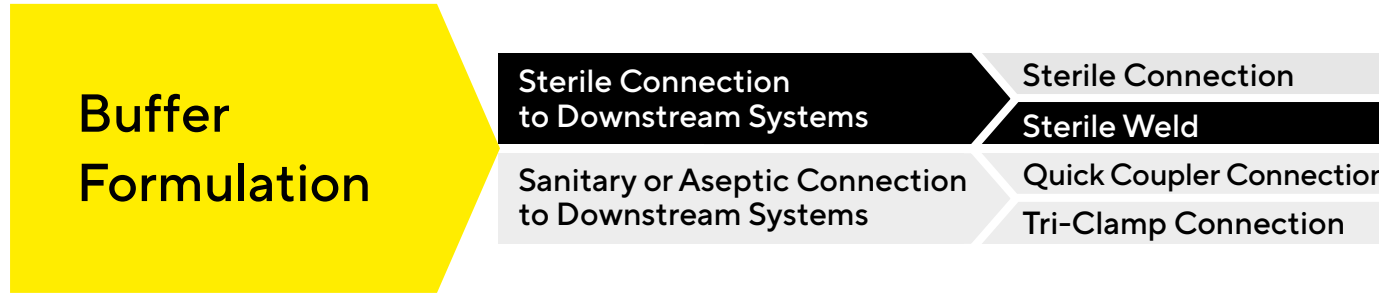 Buffer
Formulation
Sterile Connection
to Downstream Systems
Sanitary or Aseptic Connection
to Downstream Systems
Sterile Connection
Sterile Weld
Quick Coupler Connection
Tri-Clamp Connection